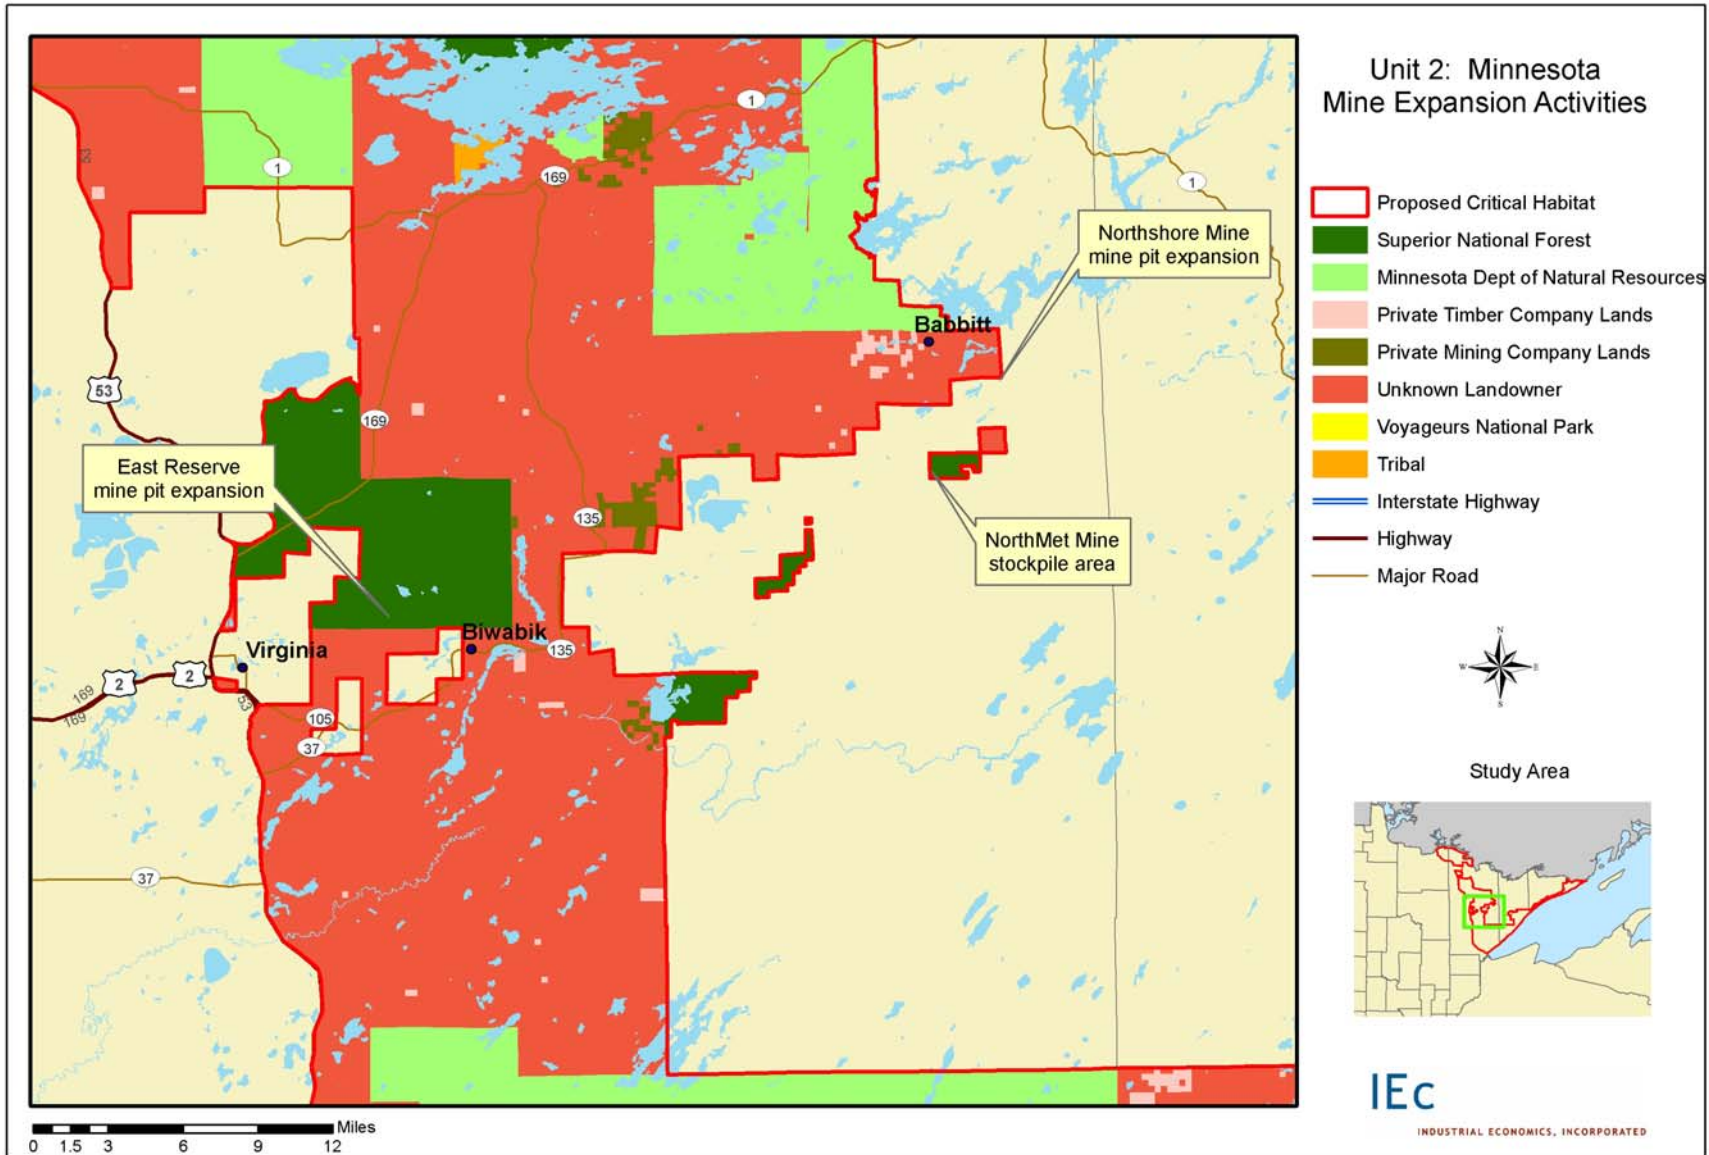 Unit 2: Minnesota
Mine Expansion Activities
Proposed Critical Habitat
Superior National Forest
Minnesota Dept of Natural Resources
Private Timber Company Lands
Private Mining Company Lands
Unknown Landowner
Voyageurs National Park
Tribal
Interstate Highway
Highway
Major Road
N
W
E
S
Study Area
IEc
INDUSTRIAL ECONOMICS, INCORPORATED
1
53
1
169
1
Northshore Mine
mine pit expansion
Babbitt
53
169
East Reserve
mine pit expansion
135
NorthMet Mine
stockpile area
Virginia
Biwabik
135
2
2
169
169
53
105
37
37
Miles
0 1.5 3 6 9 12